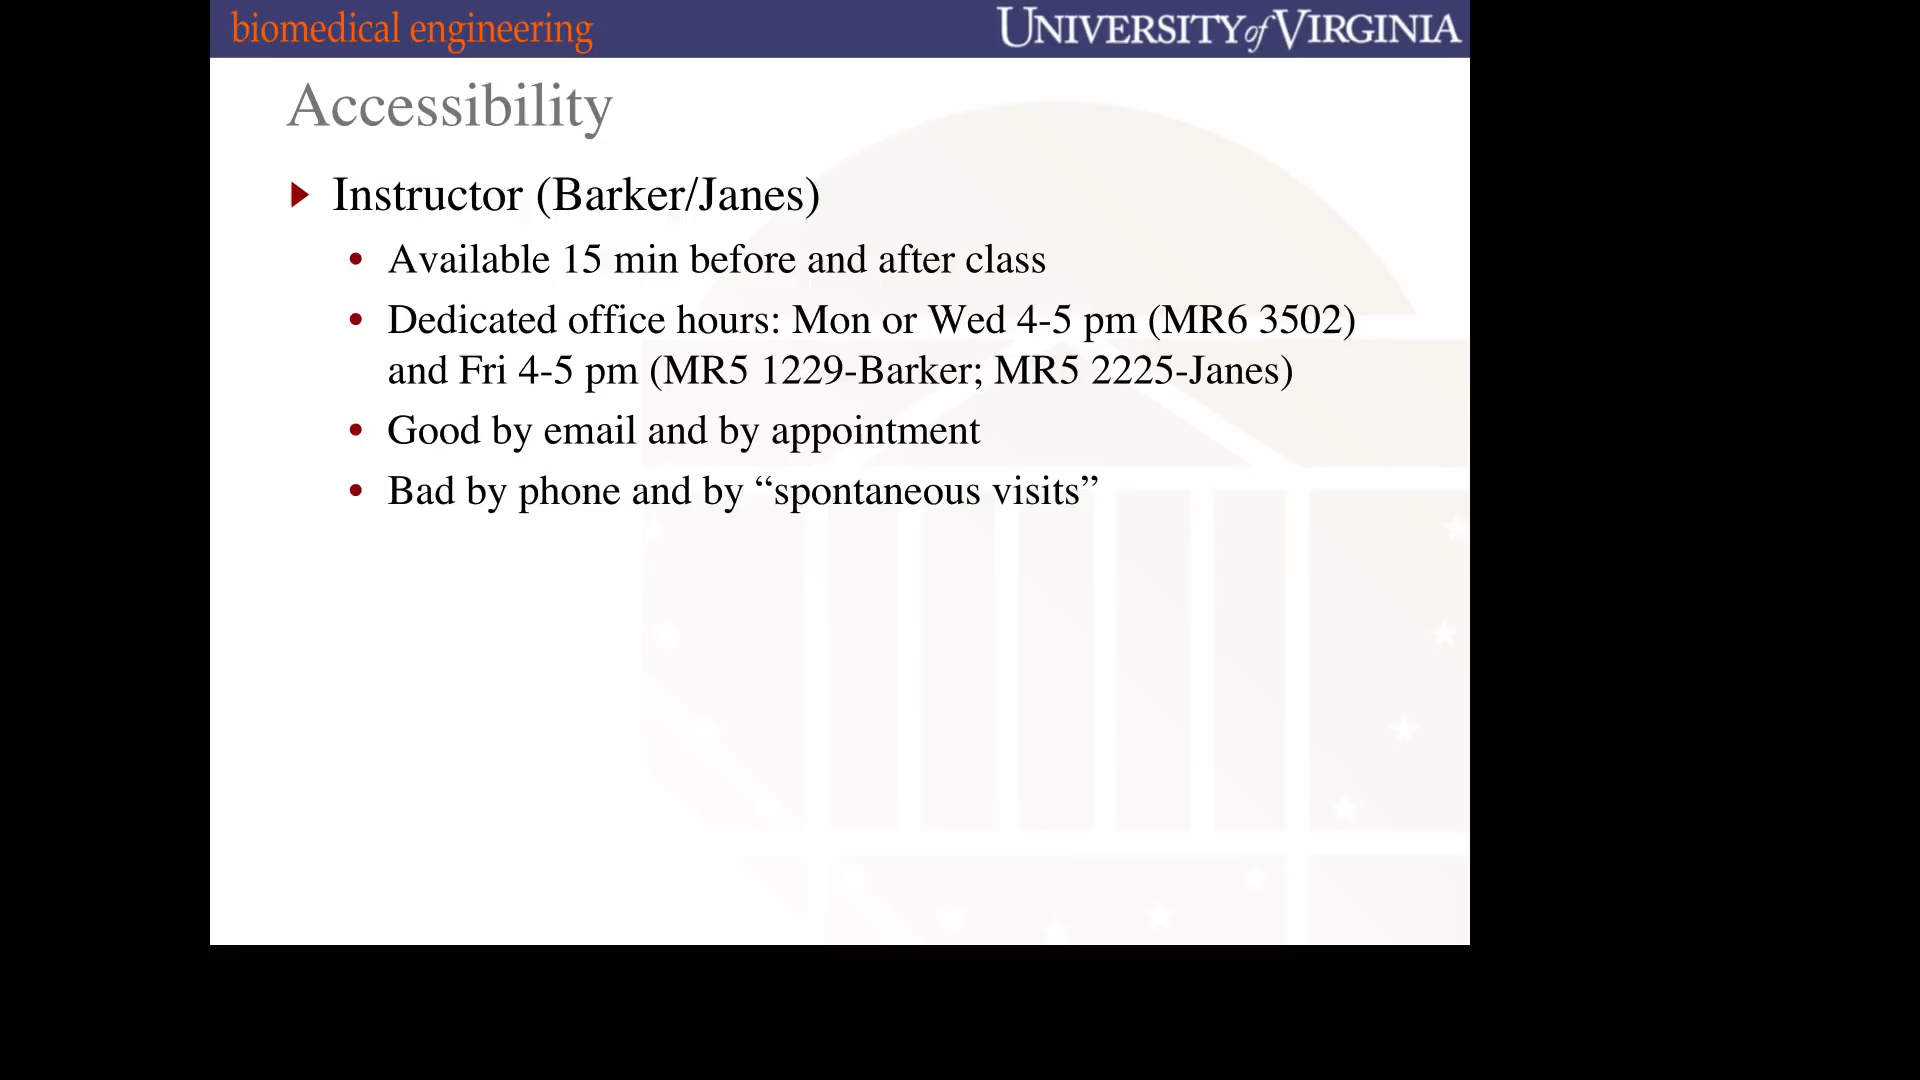 biomedical engineering
UNIVERSITY of VIRGINIA
Accessibility
Instructor (Barker/Janes)
• Available 15 min before and after class
• Dedicated office hours: Mon or Wed 4-5 pm (MR6 3502)
and Fri 4-5 pm (MR5 1229-Barker; MR5 2225-Janes)
• Good by email and by appointment
• Bad by phone and by “spontaneous visits”